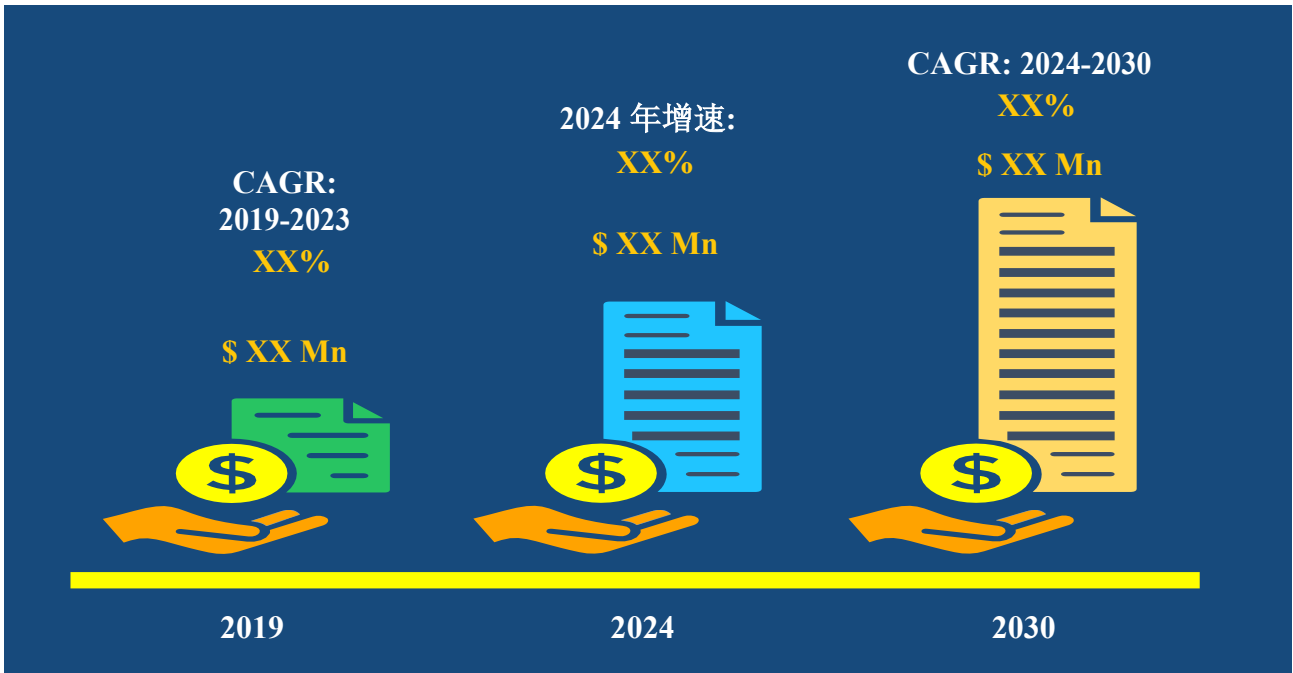 CAGR:
2019-2023
XX%
$ XX Mn
2024 年增速:
XX%
$ XX Mn
CAGR: 2024-2030
XX%
$ XX Mn
$
$
$
2019
2024
2030